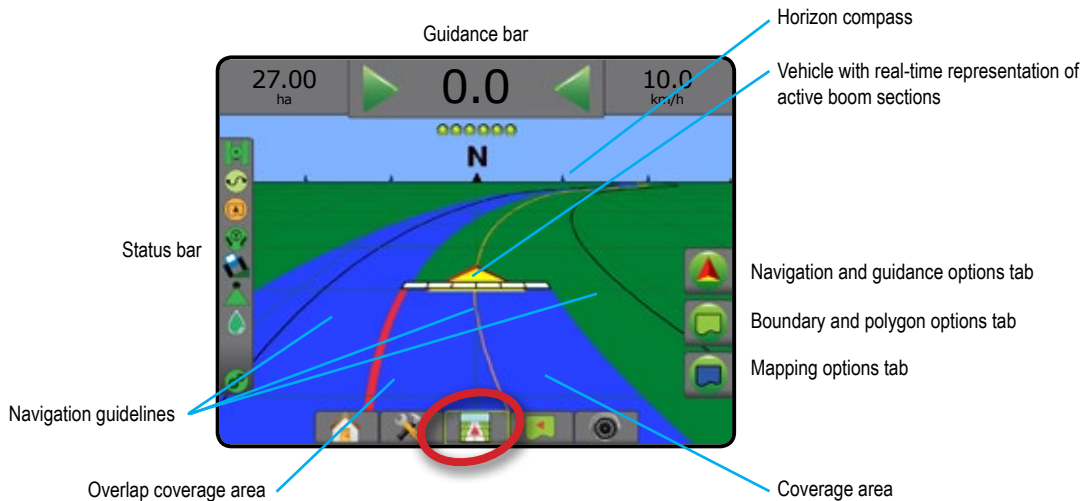 Guidance bar
Horizon compass
Vehicle with real-time representation of
active boom sections
27.00
ha
0.0
10.0
km/h
N
Status bar
Navigation and guidance options tab
Boundary and polygon options tab
Mapping options tab
Navigation guidelines
Overlap coverage area
Coverage area